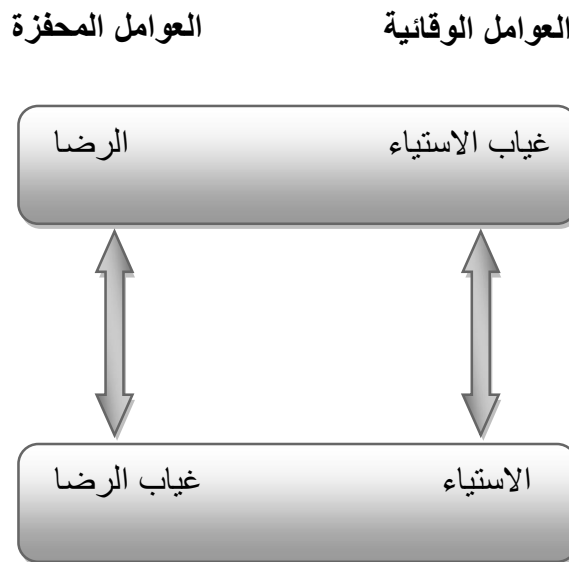 العوامل الوقائية العوامل المحفزة
غياب الاستياء الرضا
الاستياء غياب الرضا